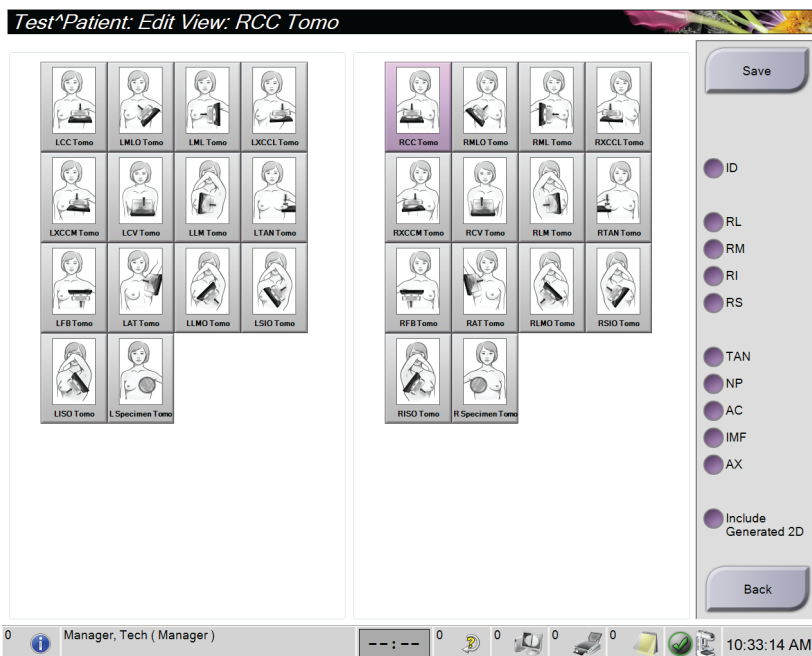 Test^Patient: Edit View: RCC Tomo
LCC Tomo
LMLO Tomo
LML Tomo
LXCCL Tomo
LXCCM Tomo
LCV Tomo
LLM Tomo
LTAN Tomo
LFB Tomo
LAT Tomo
LLMO Tomo
LSIO Tomo
LISO Tomo
L Specimen Tomo
RCC Tomo
RMLO Tomo
RML Tomo
RXCCL Tomo
RXCCM Tomo
RCV Tomo
RLM Tomo
RTAN Tomo
RFB Tomo
RAT Tomo
RLMO Tomo
RSIO Tomo
RISO Tomo
R Specimen Tomo
Save
ID
RL
RM
RI
RS
TAN
NP
AC
IMF
AX
Include
Generated 2D
Back
0
Manager, Tech ( Manager )
--:--
0
0
0
0
10:33:14 AM